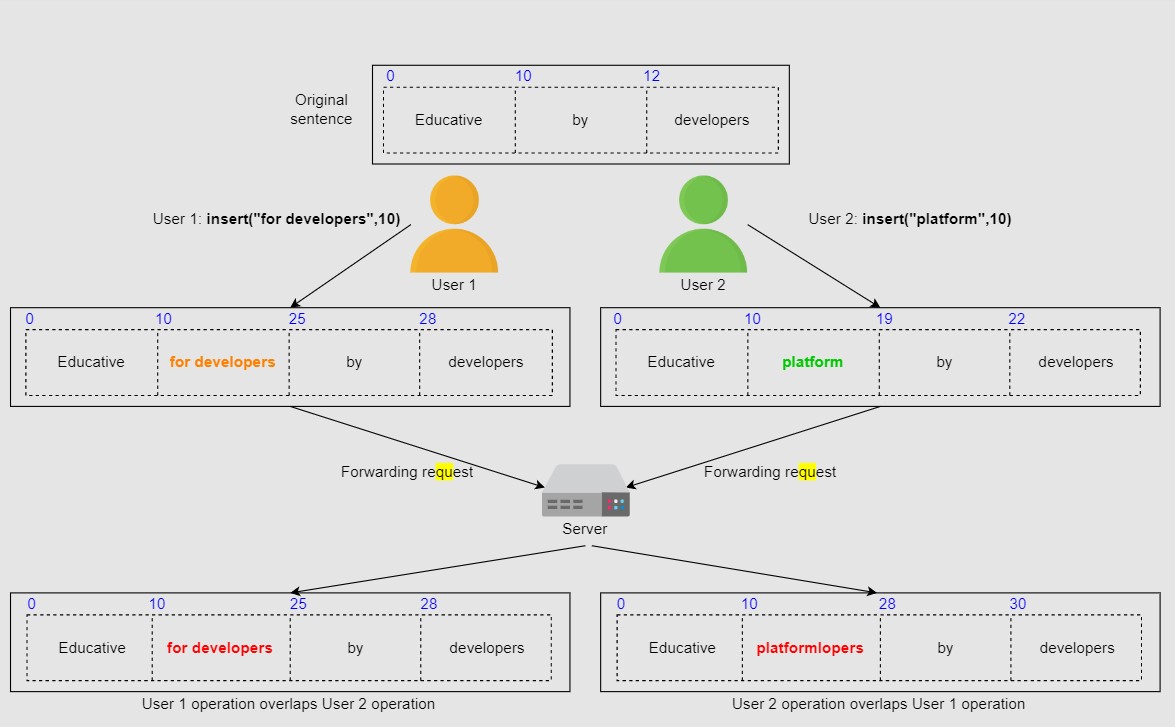 0 10 12
Original
sentence
Educative by developers
User 1: insert("for developers",10)
User 2: insert("platform",10)
User 1
User 2
0 10 25 28
Educative for developers by developers
0 10 19 22
Educative platform by developers
Forwarding request
Forwarding request
Server
0 10 25 28
Educative for developers by developers
User 1 operation overlaps User 2 operation
0 10 28 30
Educative platformlopers by developers
User 2 operation overlaps User 1 operation